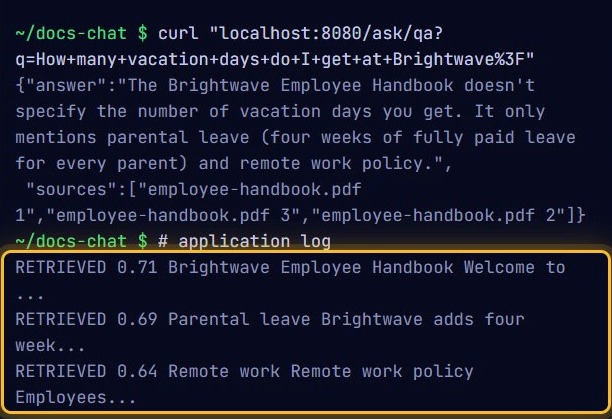 ~/docs-chat $ curl "localhost:8080/ask/qa?
q=How+many+vacation+days+do+I+get+at+Brightwave%3F"
{"answer":"The Brightwave Employee Handbook doesn't
specify the number of vacation days you get. It only
mentions parental leave (four weeks of fully paid leave
for every parent) and remote work policy.",
 "sources":["employee-handbook.pdf
1","employee-handbook.pdf 3","employee-handbook.pdf 2"]}
~/docs-chat $ # application log
RETRIEVED 0.71 Brightwave Employee Handbook Welcome to
...
RETRIEVED 0.69 Parental leave Brightwave adds four
week...
RETRIEVED 0.64 Remote work Remote work policy
Employees...